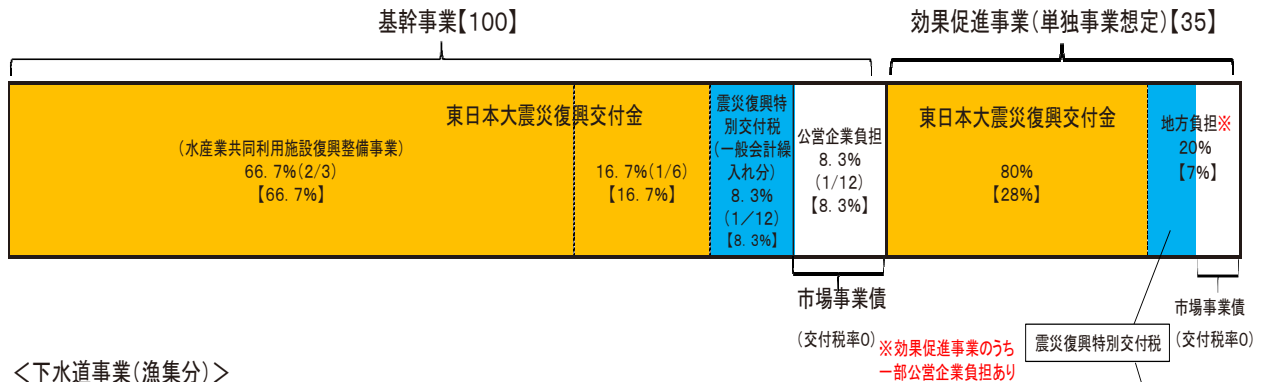 基幹事業【100】
効果促進事業(単独事業想定)【35】
東日本大震災復興交付金
(水産業共同利用施設復興整備事業)
66.7%(2/3)
【66.7%】
16.7%(1/6)
【16.7%】
震災復興特
別交付税
(一般会計繰
入れ分)
8.3%
(1/12)
【8.3%】
公営企業負担
8.3%
(1/12)
【8.3%】
東日本大震災復興交付金
80%
【28%】
地方負担※
20%
【7%】
市場事業債
(交付税率0)
※効果促進事業のうち
一部公営企業負担あり
震災復興特別交付税
市場事業債
(交付税率0)
<下水道事業(漁集分)>